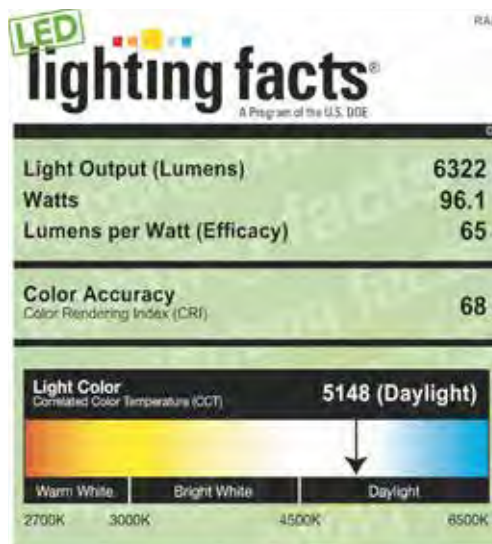 LED
lighting facts®
A Program of the U.S. DOE
Light Output (Lumens) 6322
Watts 96.1
Lumens per Watt (Efficacy) 65
Color Accuracy 68
Color Rendering Index (CRI)
Light Color 5148 (Daylight)
Correlated Color Temperature (CCT)
Warm White Bright White Daylight
2700K 3000K 4500K 6500K